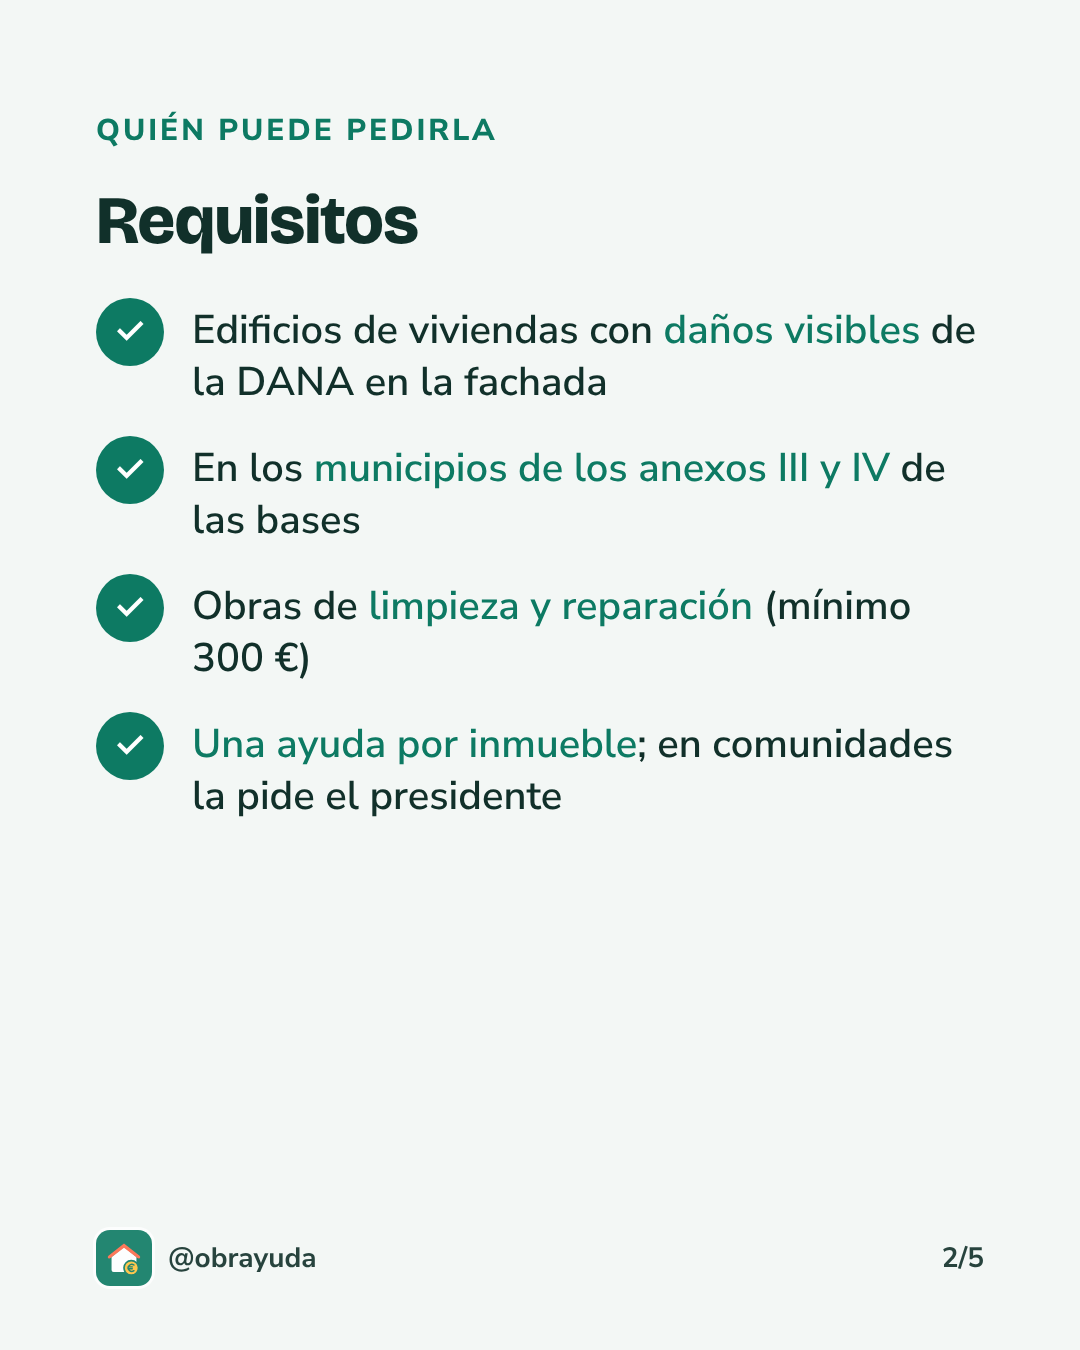 QUIÉN PUEDE PEDIRLA
Requisitos
Edificios de viviendas con daños visibles de
la DANA en la fachada
En los municipios de los anexos III y IV de
las bases
Obras de limpieza y reparación (mínimo
300 €)
Una ayuda por inmueble; en comunidades
la pide el presidente
€
@obrayuda
2/5